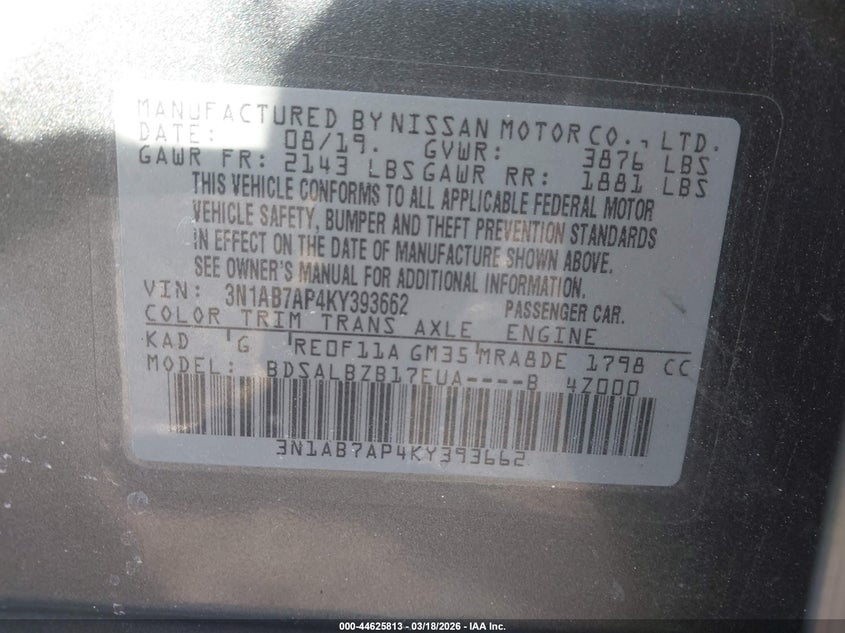 MANUFACTURED BY NISSAN MOTOR CO., LTD.
DATE: 08/19. GVWR: 3876 LBS
GAWR FR: 2143 LBS GAWR RR: 1881 LBS
THIS VEHICLE CONFORMS TO ALL APPLICABLE FEDERAL MOTOR
VEHICLE SAFETY, BUMPER AND THEFT PREVENTION STANDARDS
IN EFFECT ON THE DATE OF MANUFACTURE SHOWN ABOVE.
SEE OWNER'S MANUAL FOR ADDITIONAL INFORMATION.
VIN: 3N1AB7AP4KY393662 PASSENGER CAR.
COLOR TRIM TRANS AXLE ENGINE
KAD G RE0F11A GM35 MRA8DE 1798 CC
MODEL: BDSALBZB17EUA----B 4Z000
3N1AB7AP4KY393662
000-44625813 - 03/18/2026 - IAA Inc.